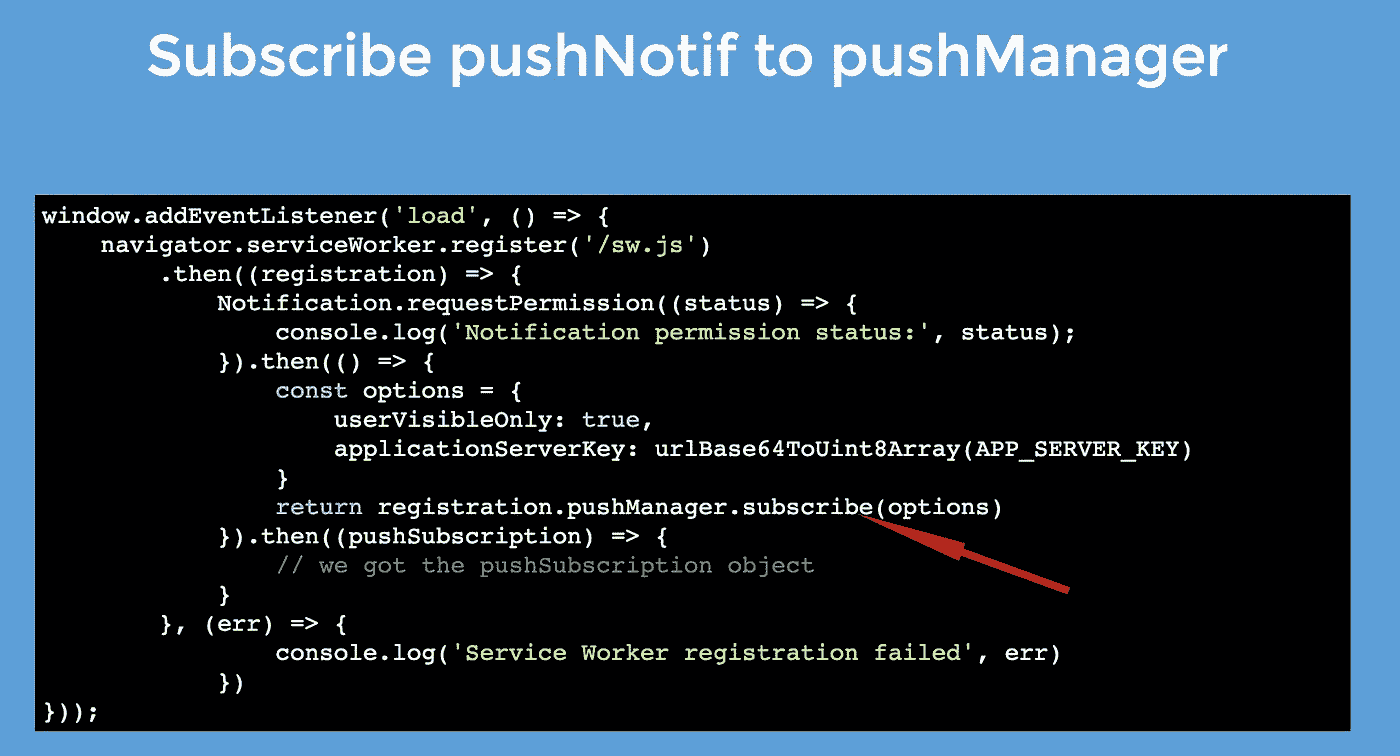 Subscribe pushNotif to pushManager
window.addEventListener('load', () => {
    navigator.serviceWorker.register('/sw.js')
        .then((registration) => {
            Notification.requestPermission((status) => {
                console.log('Notification permission status:', status);
            }).then(() => {
                const options = {
                    userVisibleOnly: true,
                    applicationServerKey: urlBase64ToUint8Array(APP_SERVER_KEY)
                }
                return registration.pushManager.subscribe(options)
            }).then((pushSubscription) => {
                // we got the pushSubscription object
            }
        }, (err) => {
                console.log('Service Worker registration failed', err)
            })
}));